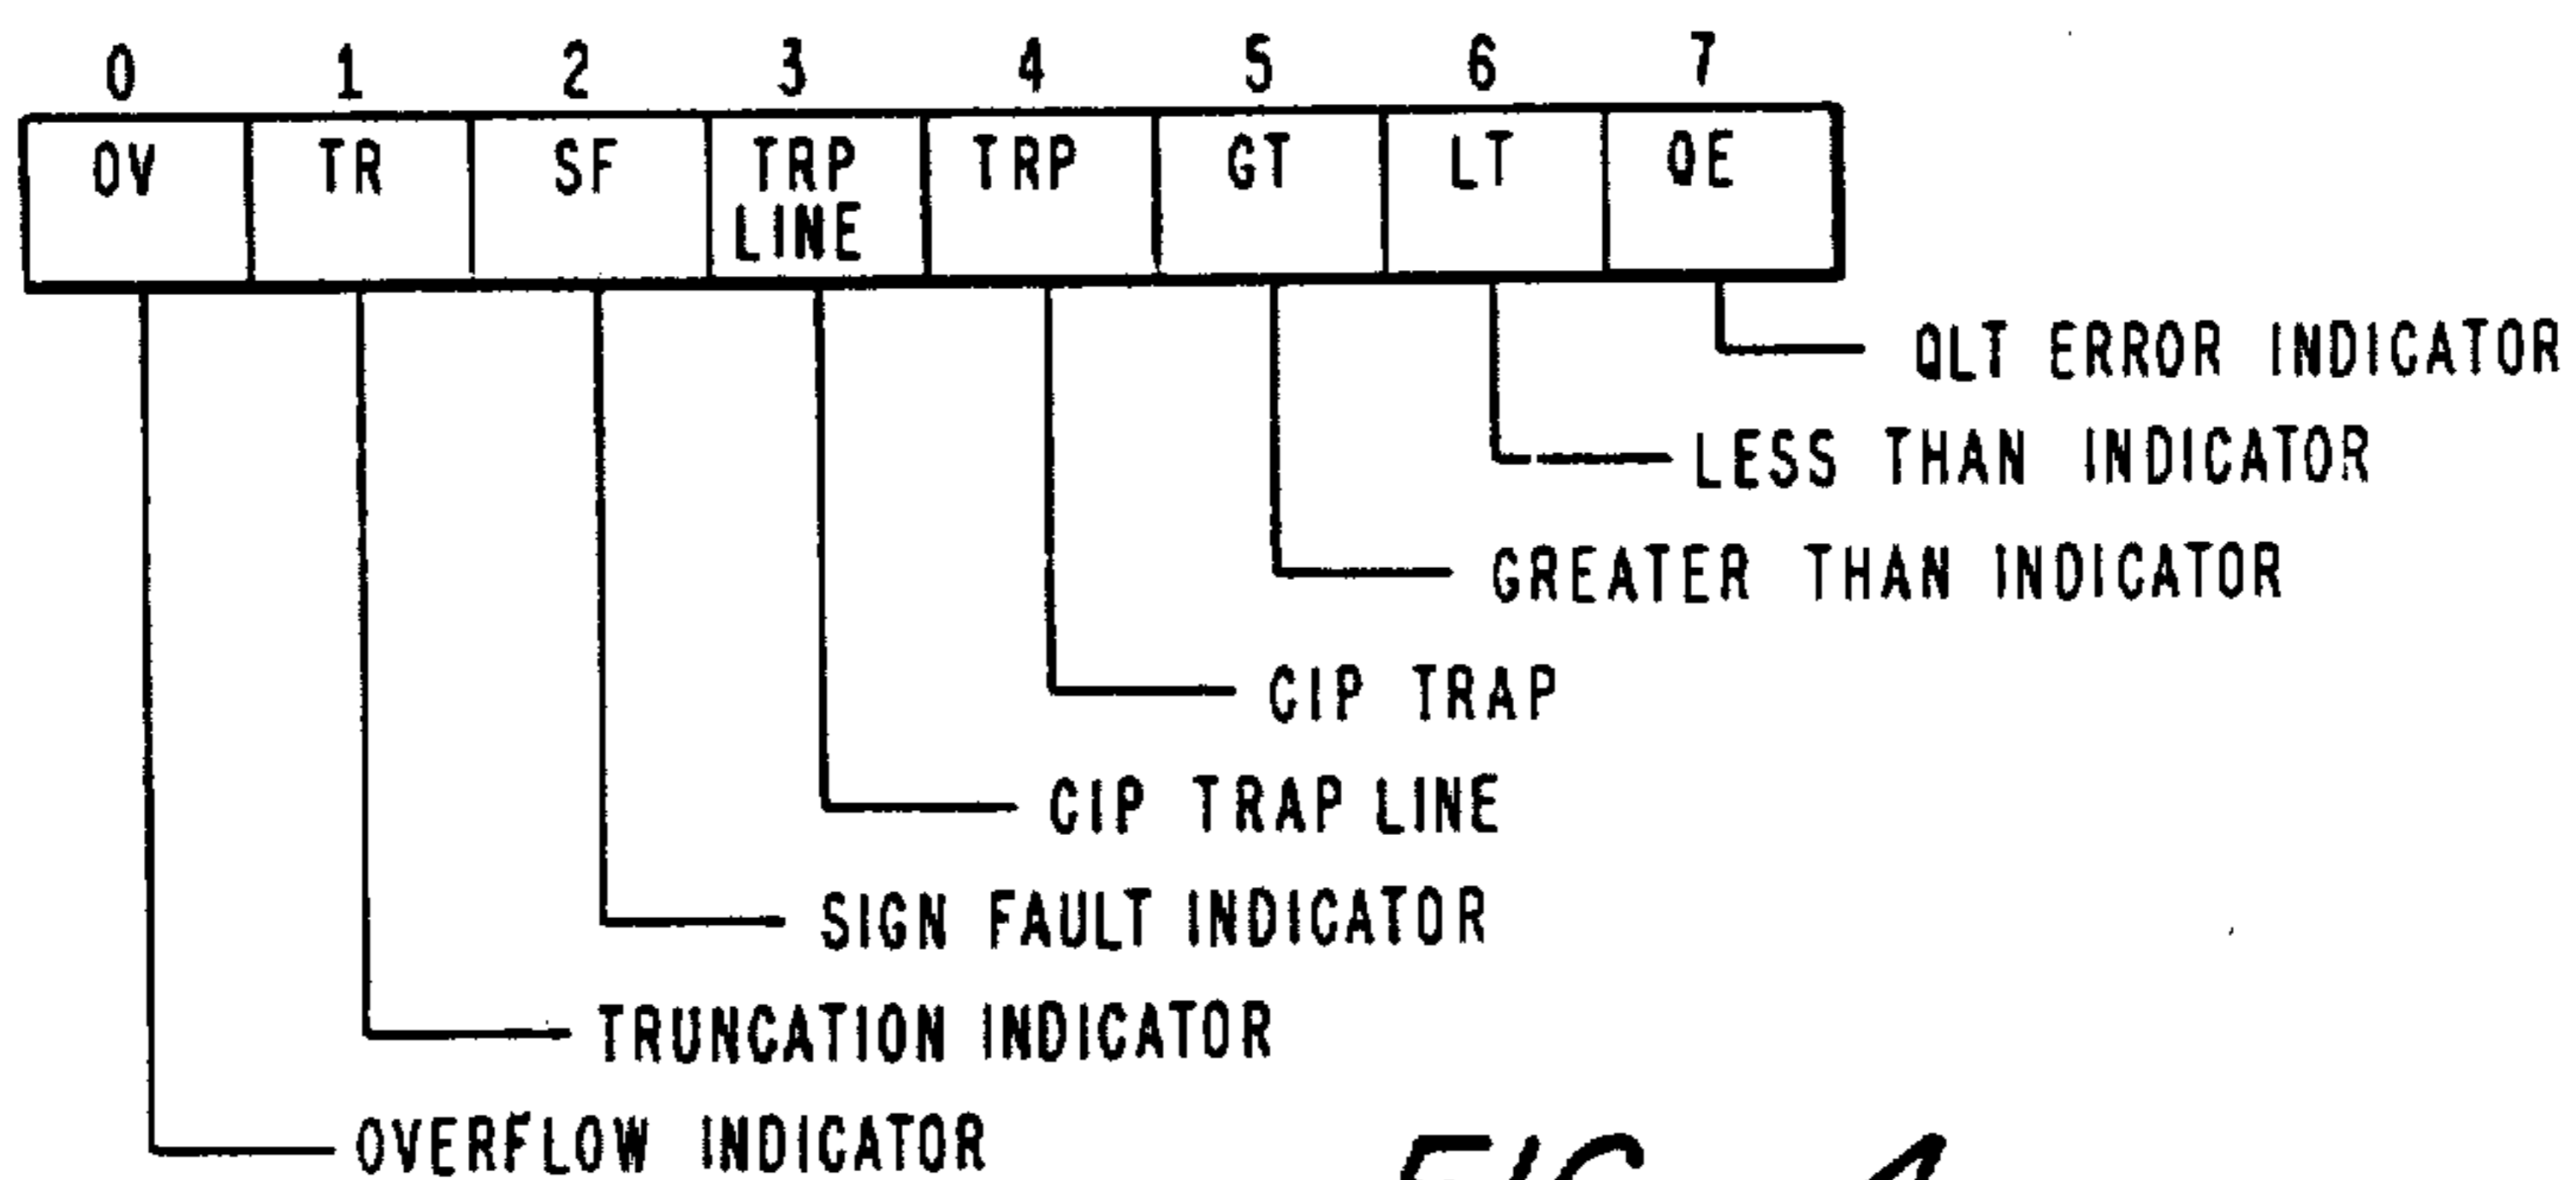 0 1 2 3 4 5 6 7
OV TR SF TRP LINE TRP GT LT QE
QLT ERROR INDICATOR
LESS THAN INDICATOR
GREATER THAN INDICATOR
CIP TRAP
CIP TRAP LINE
SIGN FAULT INDICATOR
TRUNCATION INDICATOR
OVERFLOW INDICATOR
FIG.